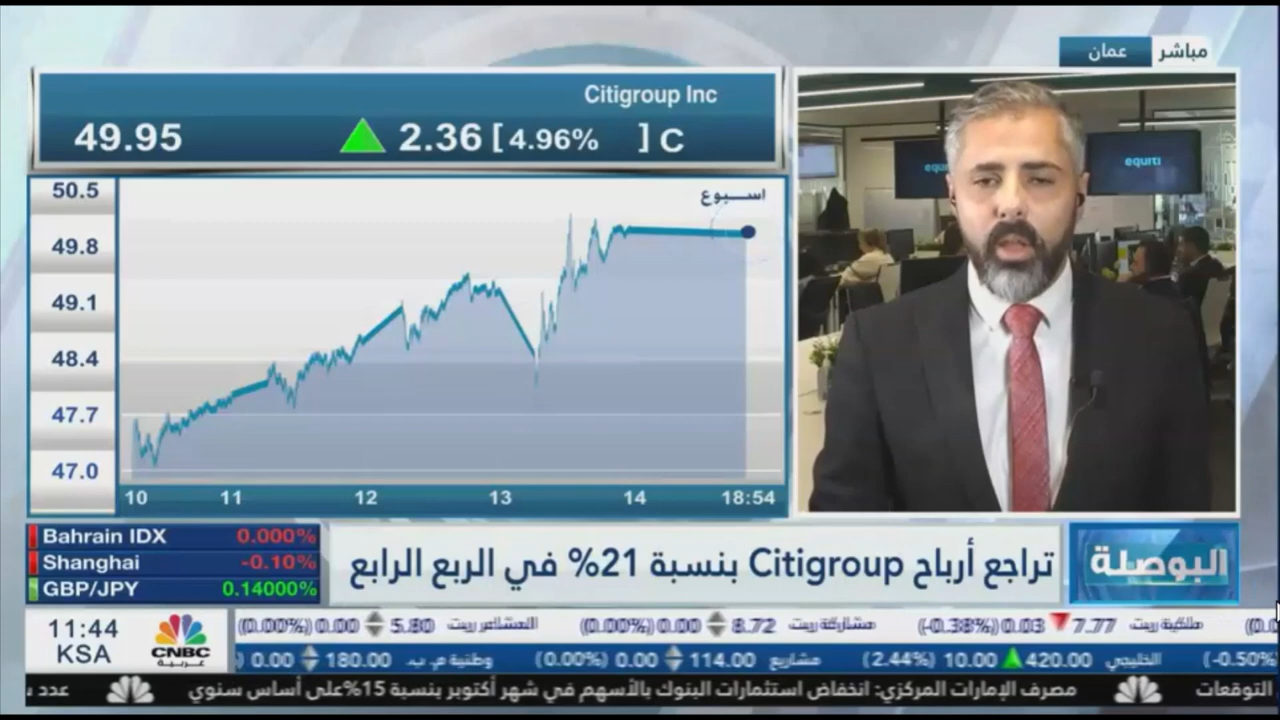 مباشر عمان
Citigroup Inc
49.95 2.36 [4.96% ] C
equiti
equiti
اسبوع
50.5
49.8
49.1
48.4
47.7
47.0
10 11 12 13 14 18:54
البوصلة
تراجع أرباح Citigroup بنسبة 21% في الربع الرابع
Bahrain IDX 0.000%
Shanghai -0.10%
GBP/JPY 0.14000%
11:44
KSA
CNBC
عربية
ملكية ريت 7.77 0.03 (-0.38%) مشاركة ريت 8.72 0.00 (0.00%) المشاعر ريت 5.80 0.00 (0.00%)
(-0.50%) الخليجي 420.00 10.00 (2.44%) مشاريع 114.00 0.00 (0.00%) وطنية م. ب. 180.00 0.00
التوقعات مصرف الإمارات المركزي: انخفاض استثمارات البنوك بالأسهم في شهر أكتوبر بنسبة 15% على أساس سنوي عدد